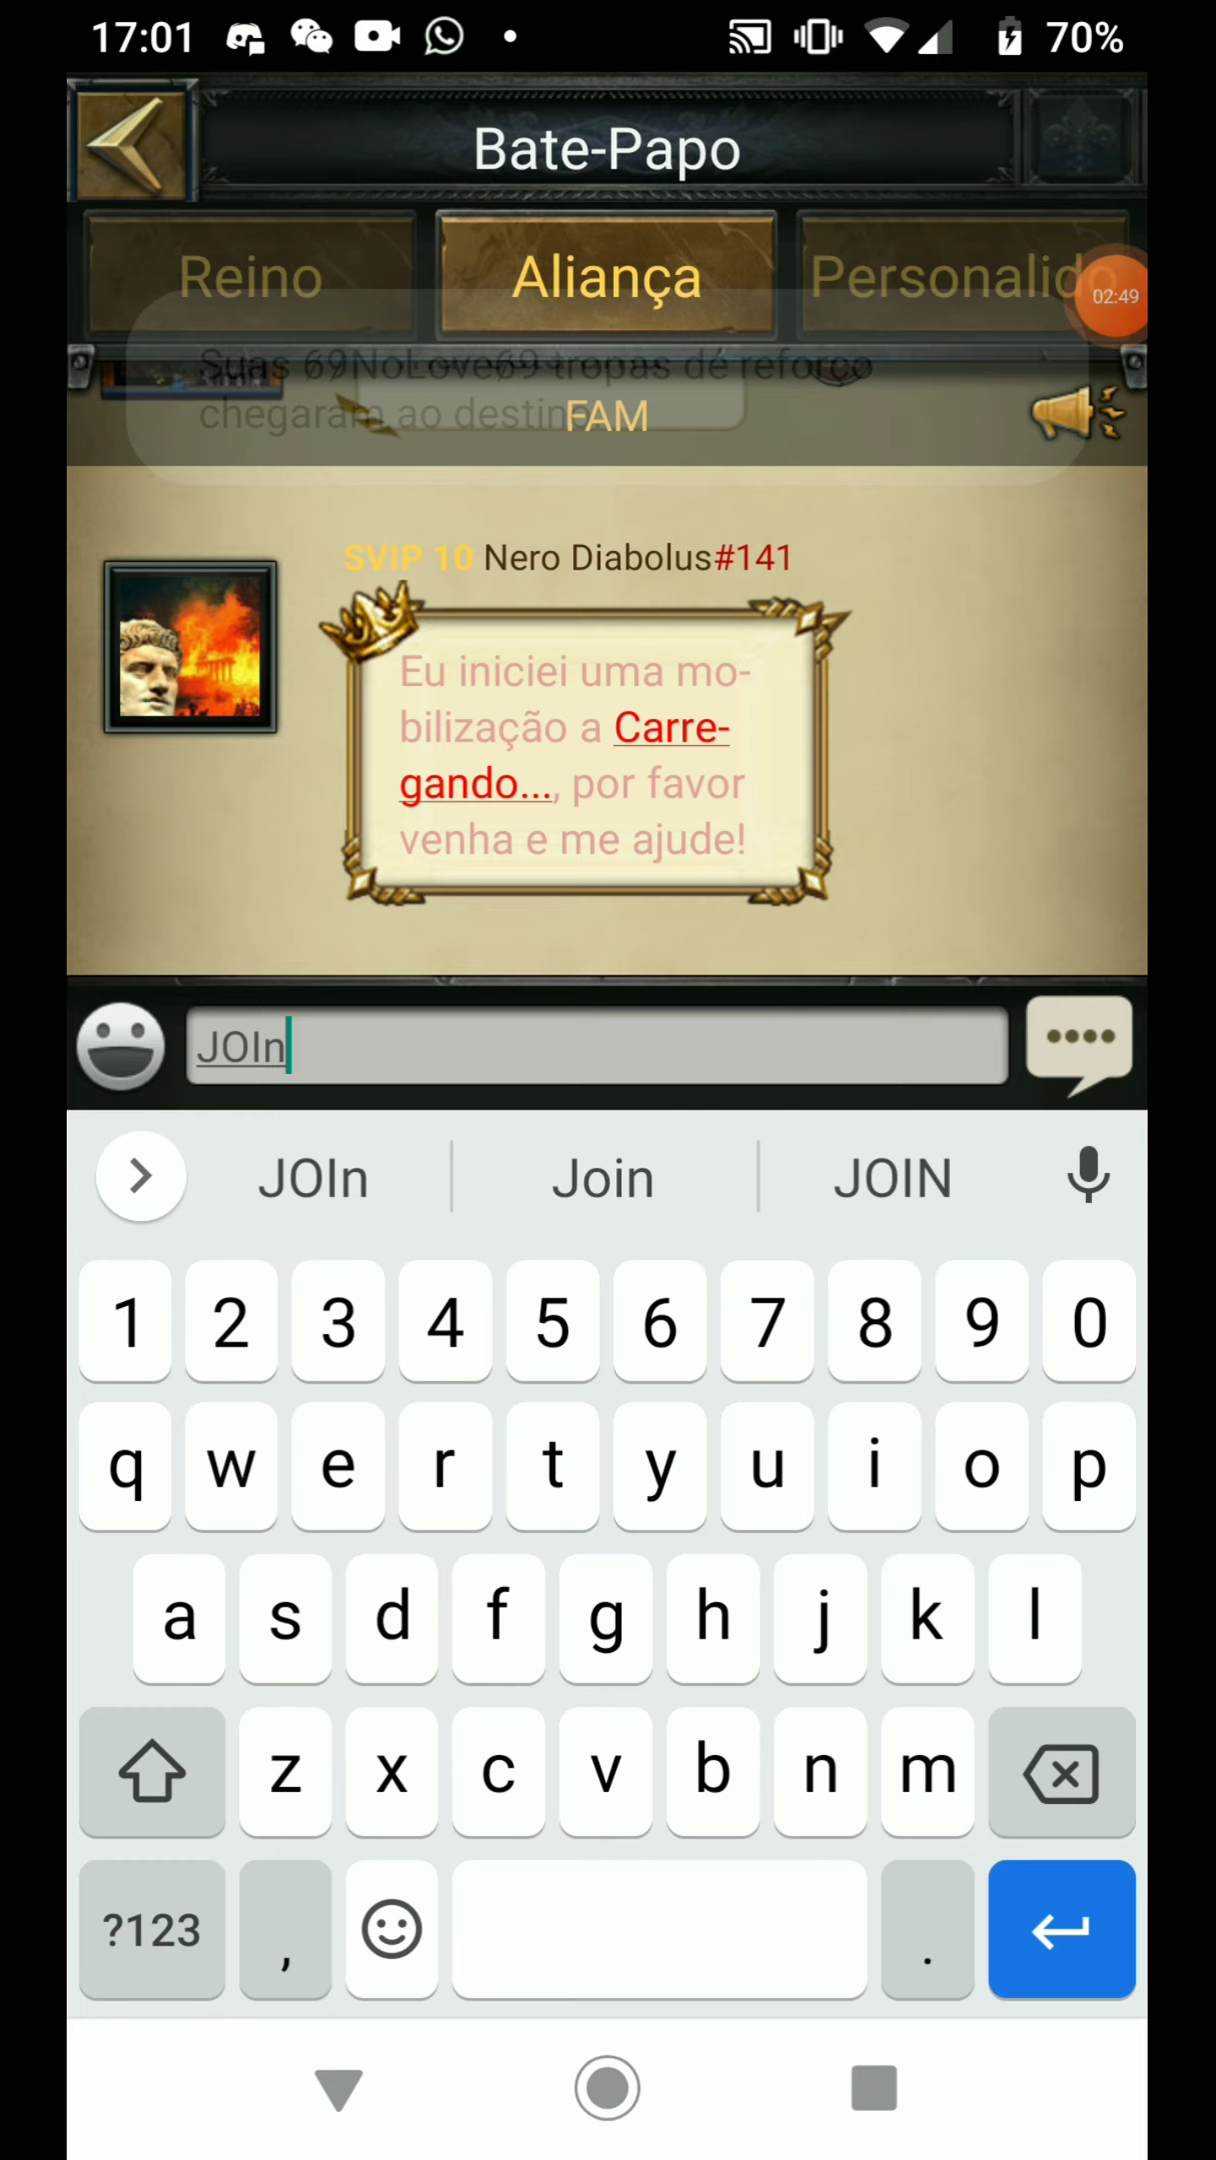 17:01
70%
Bate-Papo
Reino
Aliança
Personalid
02:49
Suas 69NoLove69 tropas de reforço
chegaram ao destin
FAM
SVIP 10 Nero Diabolus#141
Eu iniciei uma mo-
bilização a Carre-
gando..., por favor
venha e me ajude!
JOIn
JOIn
Join
JOIN
1 2 3 4 5 6 7 8 9 0
q w e r t y u i o p
a s d f g h j k l
z x c v b n m
?123 , .